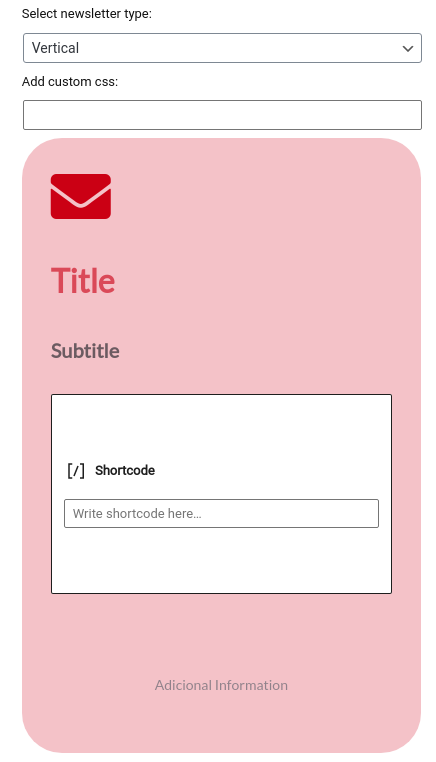 Select newsletter type:
Vertical
Add custom css:
Title
Subtitle
[/] Shortcode
Write shortcode here…
Adicional Information